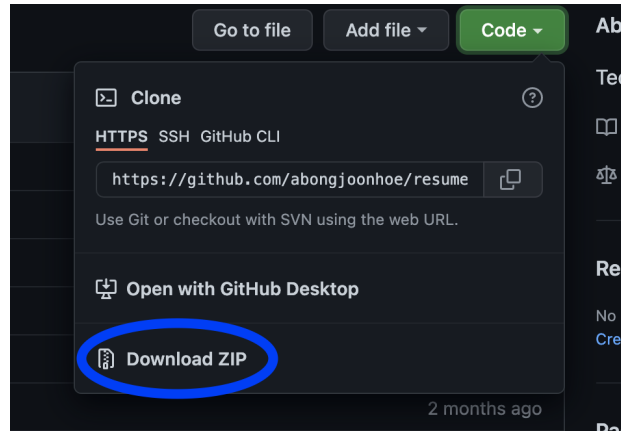 Go to file Add file Code Ab
Clone
Te
HTTPS SSH GitHub CLI
https://github.com/abongjoonhoe/resume
Use Git or checkout with SVN using the web URL.
Re
Open with GitHub Desktop
No
Cre
Download ZIP
2 months ago